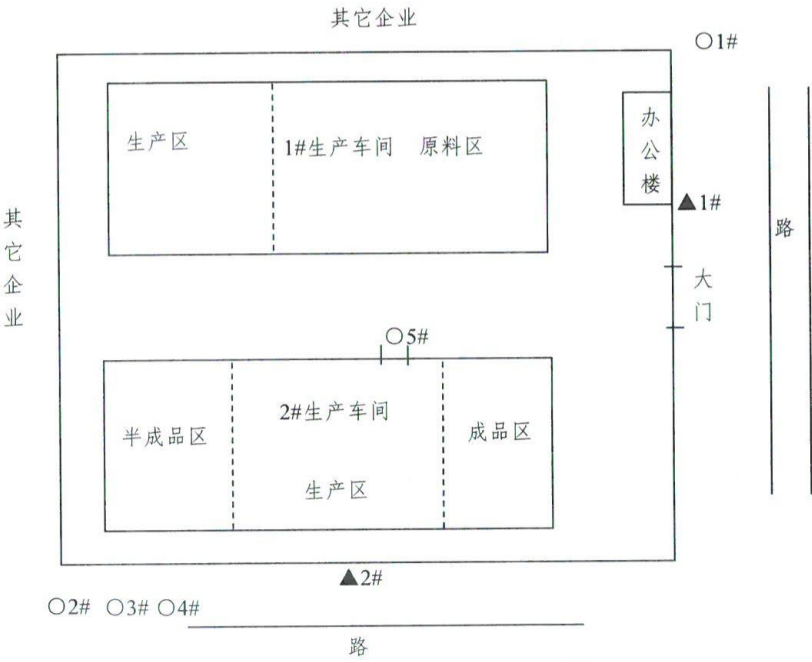 其它企业
○1#
生产区
1#生产车间 原料区
办公楼
▲1#
其它企业
路
大门
○5#
半成品区
2#生产车间
成品区
生产区
▲2#
○2# ○3# ○4#
路